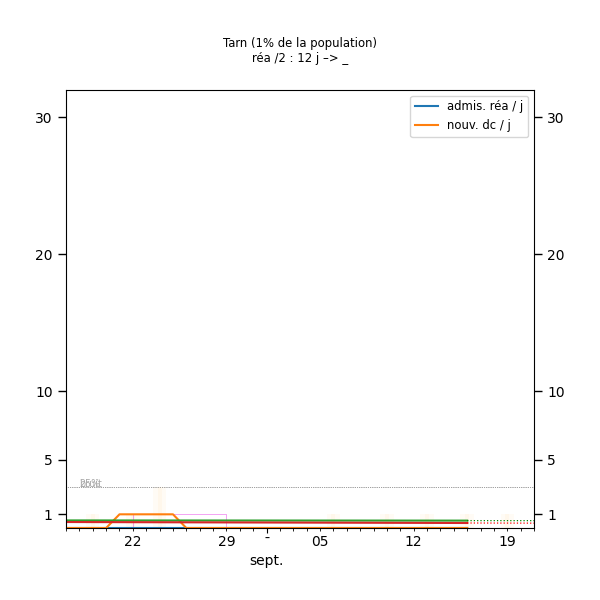 Tarn (1% de la population)
réa /2 : 12 j –> _
admis. réa / j
nouv. dc / j
30 30
20 20
10 10
5 5
1 1
22 29 - 05 12 19
sept.